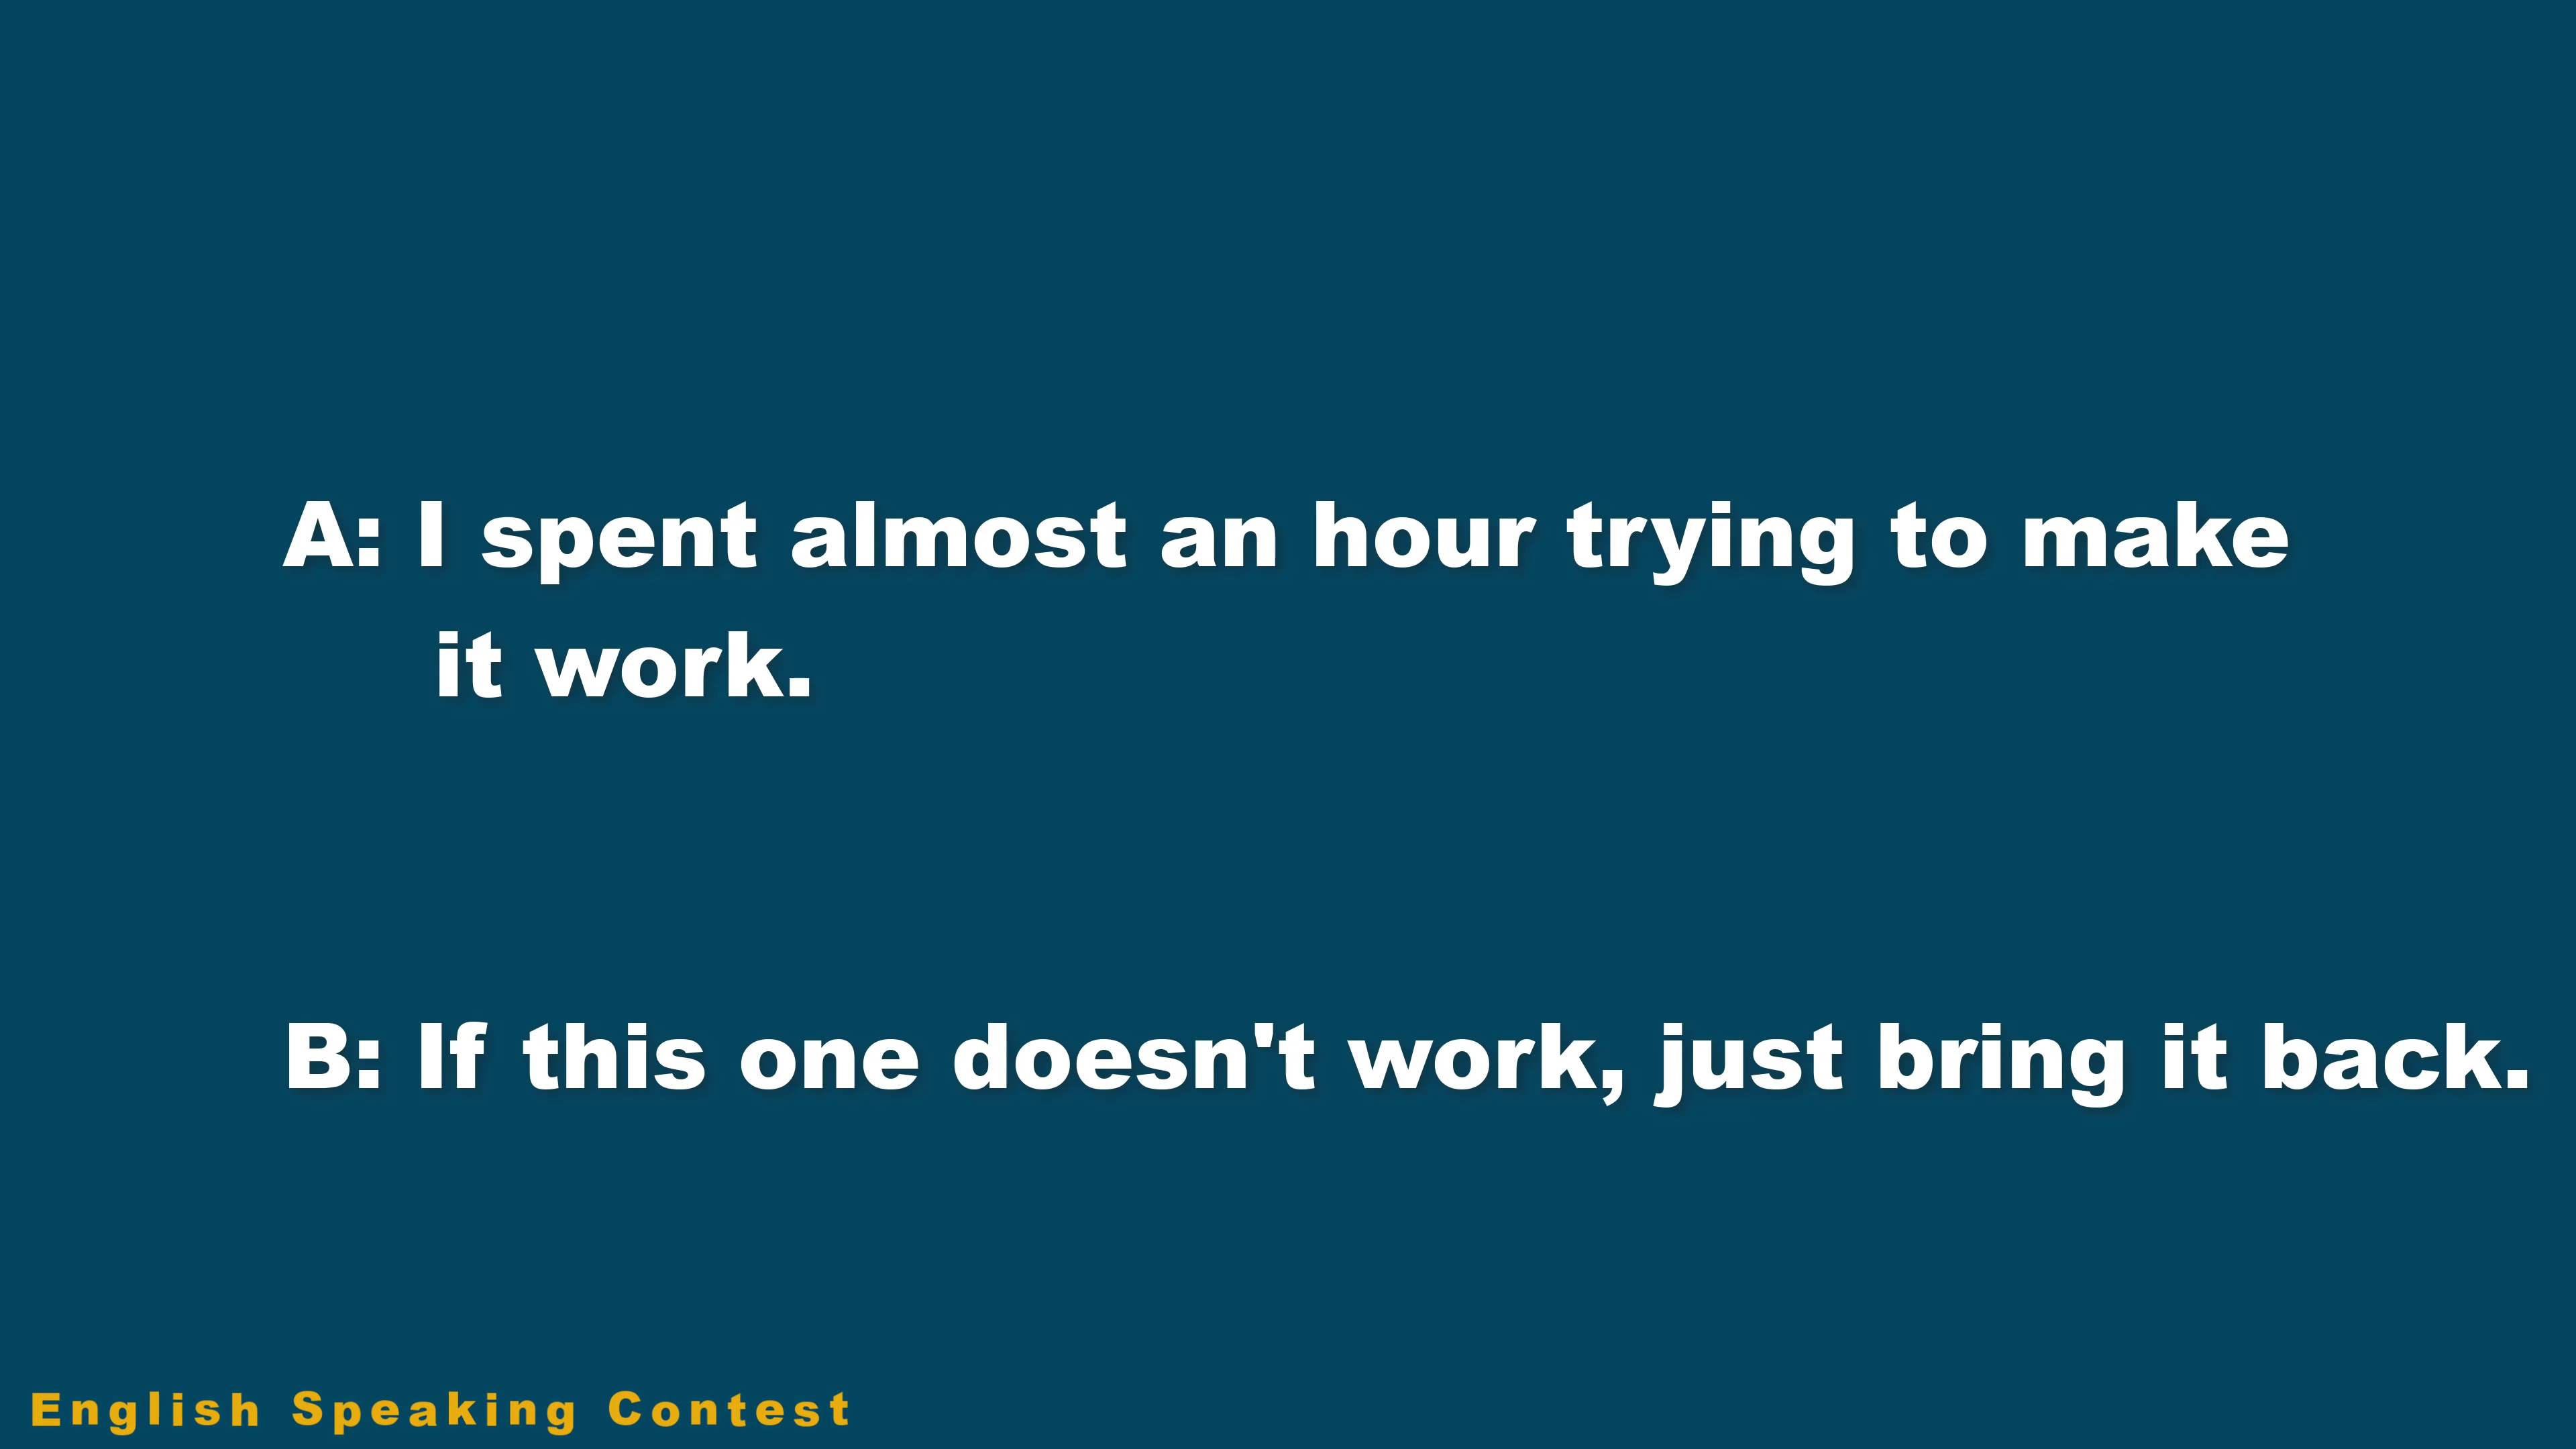 A: I spent almost an hour trying to make
it work.
B: If this one doesn't work, just bring it back.
English Speaking Contest